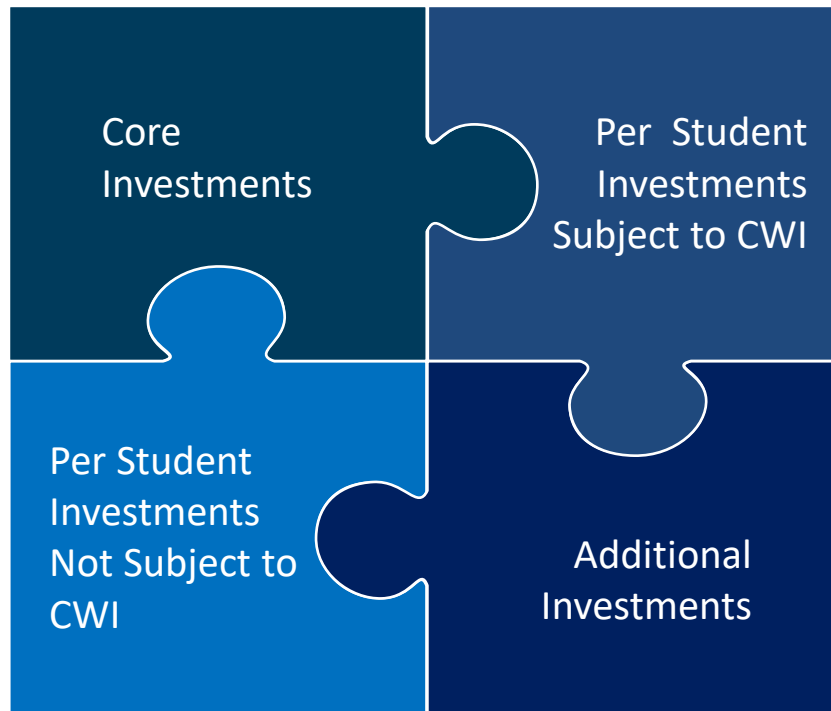 Core
Investments
Per Student
Investments
Subject to CWI
Per Student
Investments
Not Subject to
CWI
Additional
Investments